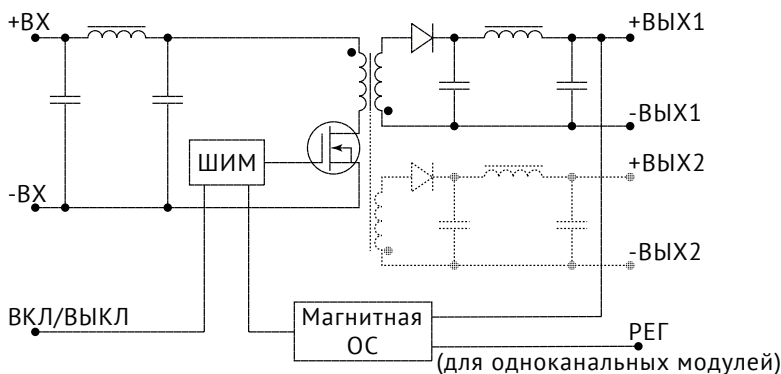 +ВХ
+ВЫХ1
-ВЫХ1
ШИМ
+ВЫХ2
-ВХ
-ВЫХ2
ВКЛ/ВЫКЛ
Магнитная
ОС
РЕГ
(для одноканальных модулей)